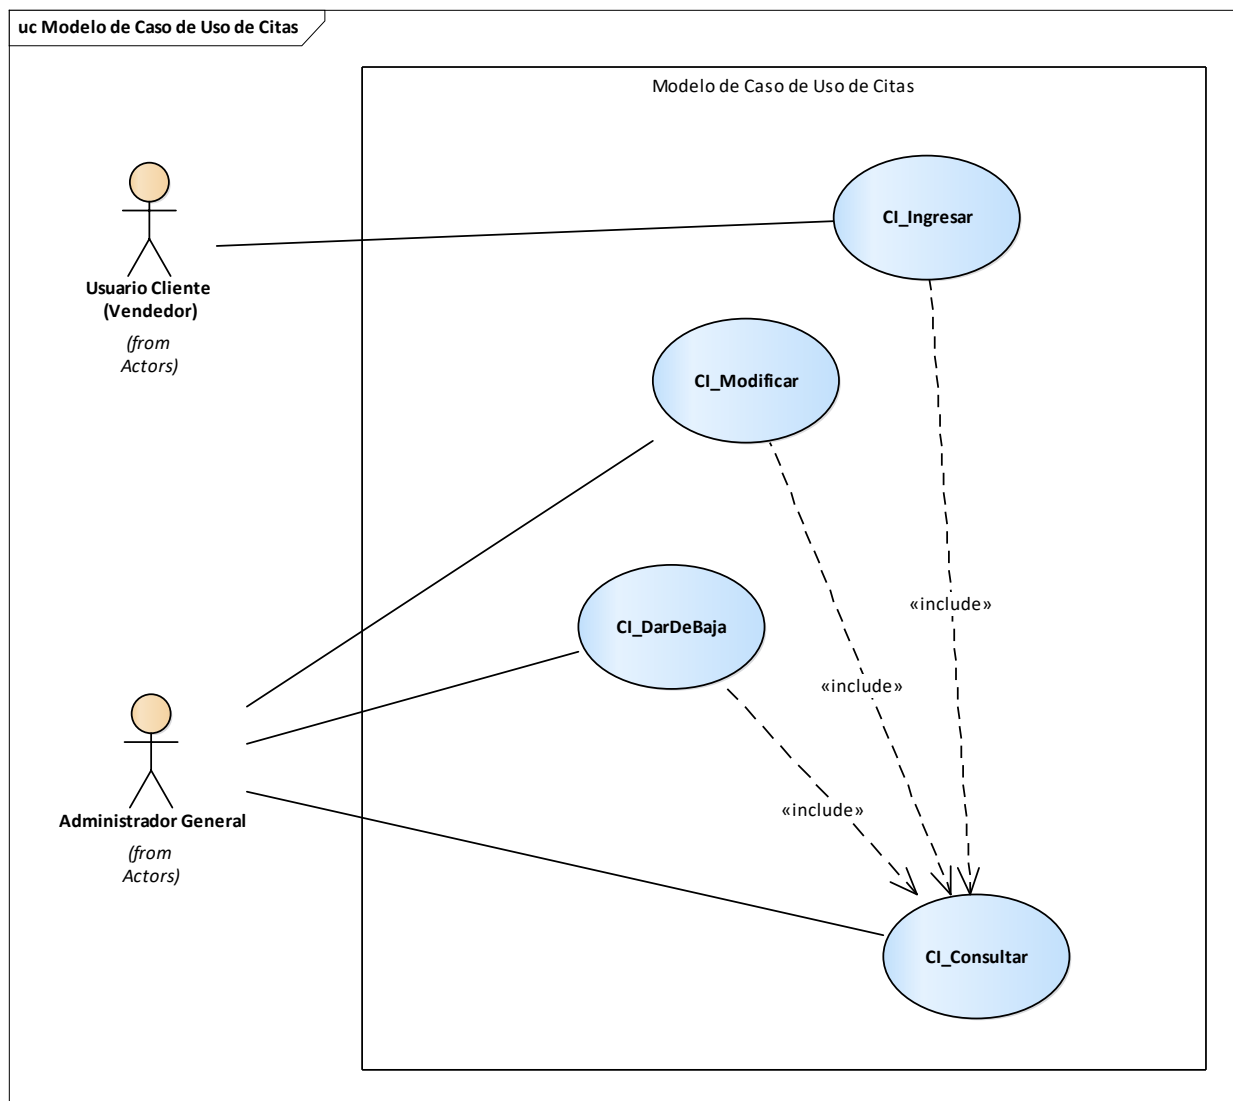 uc Modelo de Caso de Uso de Citas
Modelo de Caso de Uso de Citas
CI_Ingresar
Usuario Cliente
(Vendedor)
(from
Actors)
CI_Modificar
«include»
CI_DarDeBaja
«include»
«include»
Administrador General
(from
Actors)
CI_Consultar